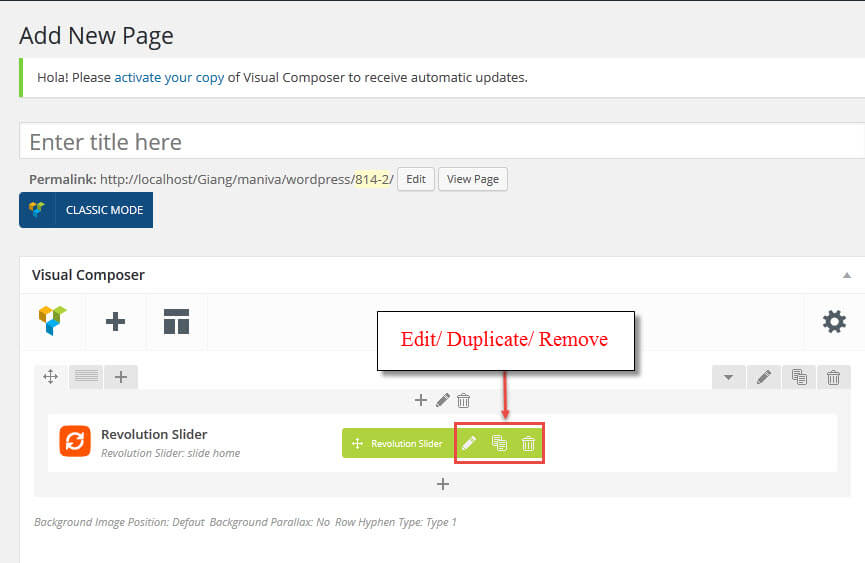 Add New Page
Hola! Please activate your copy of Visual Composer to receive automatic updates.
Enter title here
Permalink: http://localhost/Giang/maniva/wordpress/814-2/ Edit View Page
CLASSIC MODE
Visual Composer
Edit/ Duplicate/ Remove
Revolution Slider
Revolution Slider: slide home
Revolution Slider
Background Image Position: Defaut Background Parallax: No Row Hyphen Type: Type 1